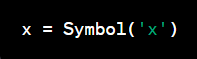 x = Symbol('x')